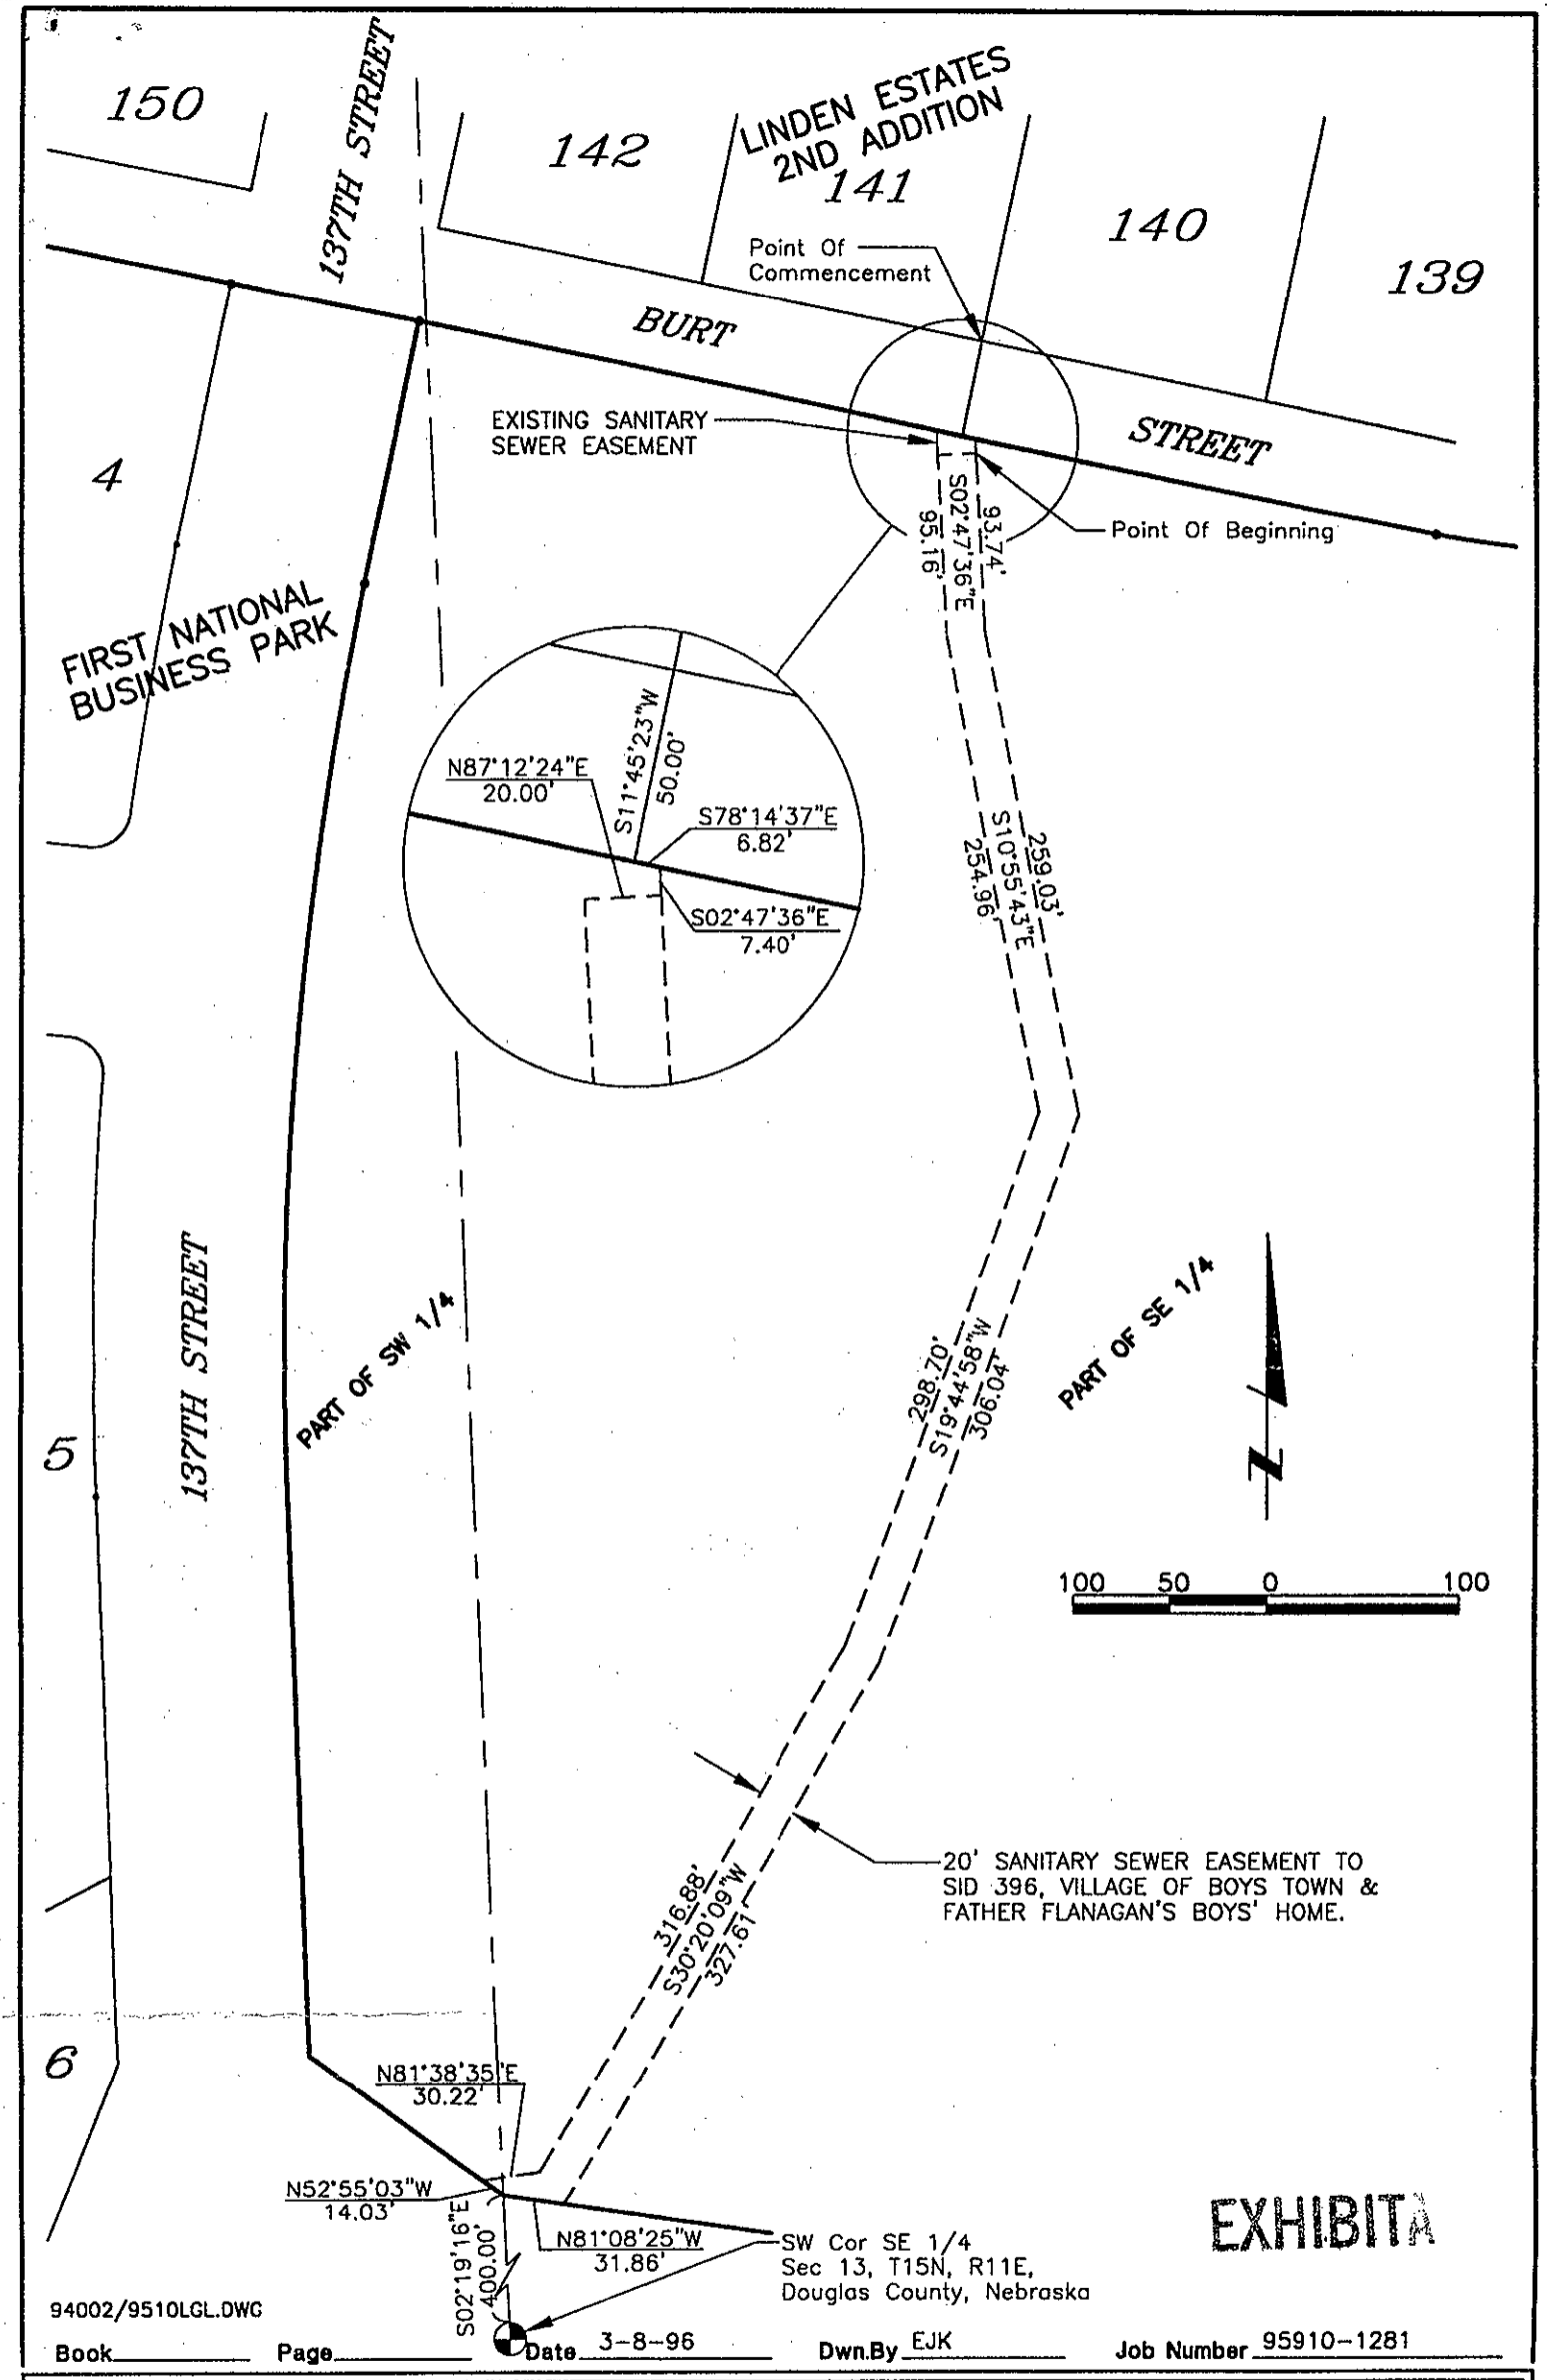 150
137TH STREET
142
LINDEN ESTATES
2ND ADDITION
141
140
139
Point Of
Commencement
BURT
STREET
EXISTING SANITARY
SEWER EASEMENT
Point Of Beginning
4
93.74'
S02°47'36"E
95.16'
FIRST NATIONAL
BUSINESS PARK
S11°45'23"W
50.00'
N87°12'24"E
20.00'
S78°14'37"E
6.82'
S02°47'36"E
7.40'
259.03'
S10°55'43"E
254.96'
137TH STREET
PART OF SW 1/4
PART OF SE 1/4
298.70'
S19°44'58"W
306.04'
5
N
100 50 0 100
20' SANITARY SEWER EASEMENT TO
SID 396, VILLAGE OF BOYS TOWN &
FATHER FLANAGAN'S BOYS' HOME.
316.88'
S30°20'09"W
327.61'
6
N81°38'35"E
30.22'
N52°55'03"W
14.03'
S02°19'16"E
400.00'
N81°08'25"W
31.86'
SW Cor SE 1/4
Sec 13, T15N, R11E,
Douglas County, Nebraska
EXHIBIT A
94002/9510LGL.DWG
Book Page Date 3-8-96 Dwn.By EJK Job Number 95910-1281